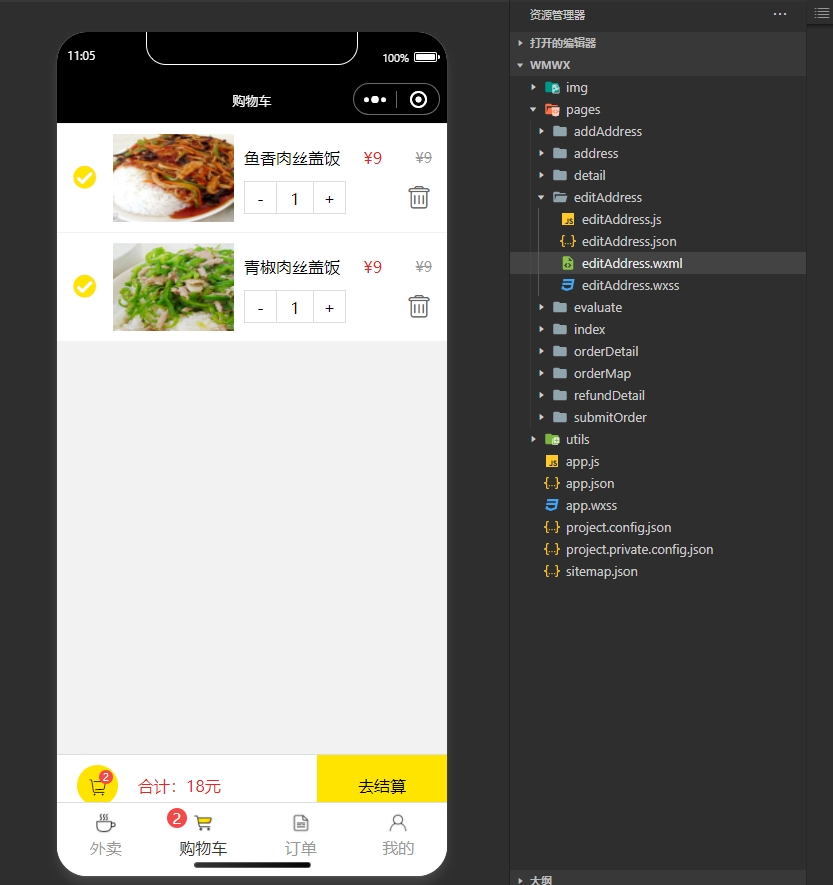 11:05
100%
购物车
鱼香肉丝盖饭 ¥9 ¥9
- 1 +
青椒肉丝盖饭 ¥9 ¥9
- 1 +
2
合计：18元
去结算
2
外卖 购物车 订单 我的
资源管理器
打开的编辑器
WMWX
img
pages
addAddress
address
detail
editAddress
editAddress.js
editAddress.json
editAddress.wxml
editAddress.wxss
evaluate
index
orderDetail
orderMap
refundDetail
submitOrder
utils
app.js
app.json
app.wxss
project.config.json
project.private.config.json
sitemap.json
大纲